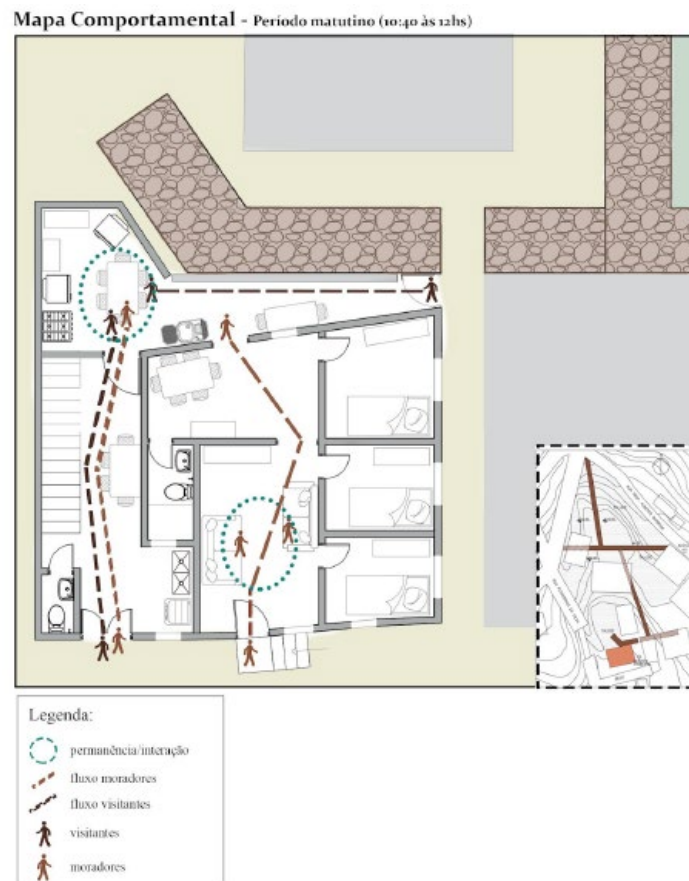 Mapa Comportamental - Período matutino (10:40 às 12hs)
Legenda:
permanência/interação
fluxo moradores
fluxo visitantes
visitantes
moradores